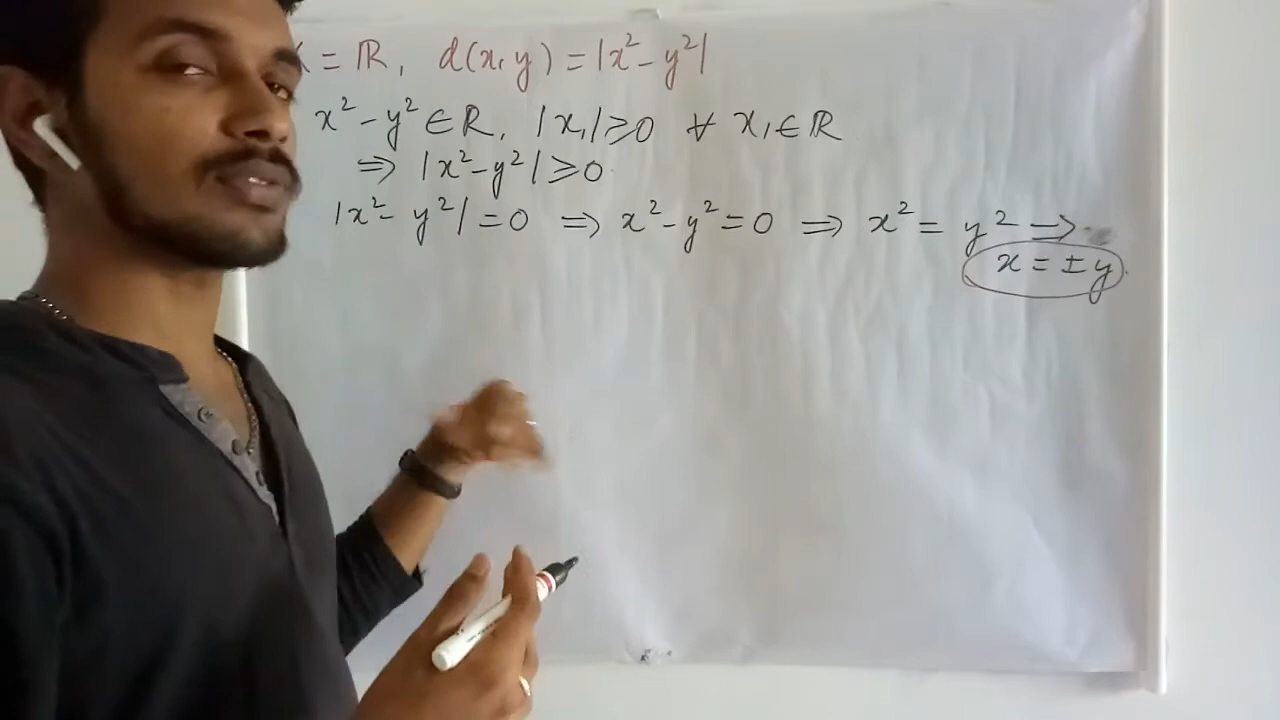 = ℝ, d(x, y) = |x² - y²|
x² - y² ∈ ℝ, |x₁| ≥ 0 ∀ x₁ ∈ ℝ
⇒ |x² - y²| ≥ 0
|x² - y²| = 0 ⇒ x² - y² = 0 ⇒ x² = y² ⇒
x = ± y